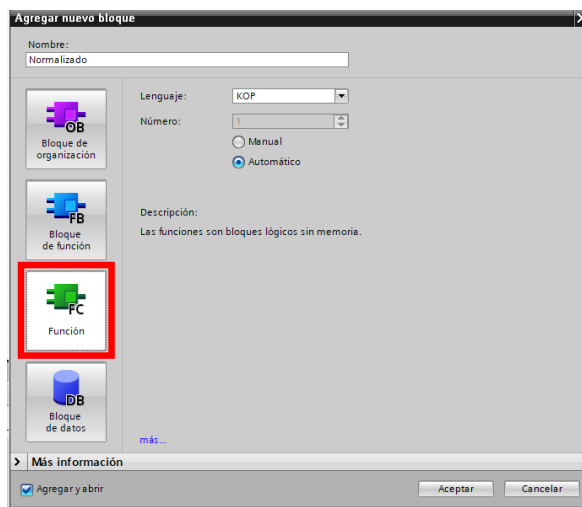 Agregar nuevo bloque
Nombre:
Normalizado
OB
Bloque de
organización
FB
Bloque
de función
FC
Función
DB
Bloque
de datos
Lenguaje: KOP
Número: 1
Manual
Automático
Descripción:
Las funciones son bloques lógicos sin memoria.
más...
> Más información
Agregar y abrir
Aceptar Cancelar